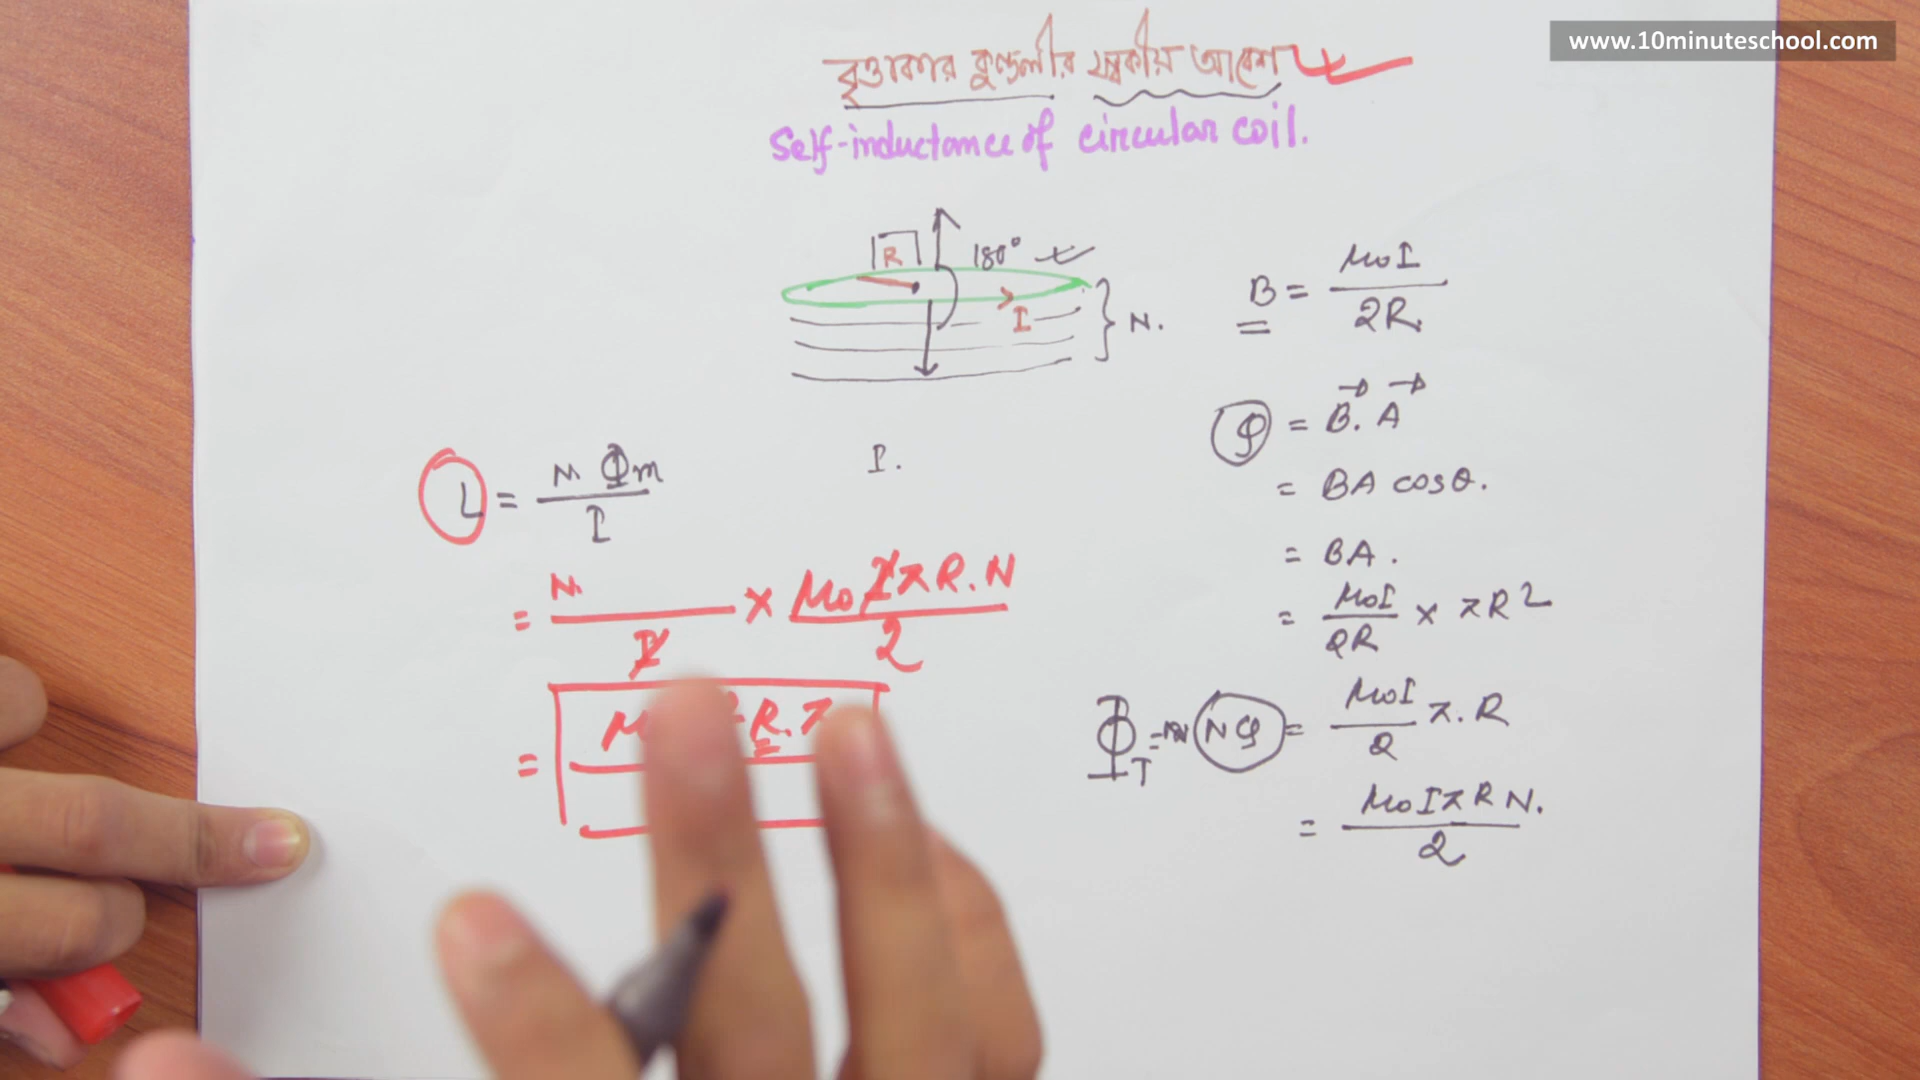 www.10minuteschool.com
বৃত্তাকার কুন্ডলীর স্বকীয় আবেশ
Self-inductance of circular coil.
R 180°
I
N.
B = μ₀I / 2R
φ = B⃗. A⃗
= BA cosθ.
= BA.
= μ₀I / 2R × πR²
Φ_T = Nφ = μ₀I / 2 π. R
= μ₀IπRN. / 2
I.
L = N Φm / I
= N. / I × μ₀IπR.N / 2
= R.π